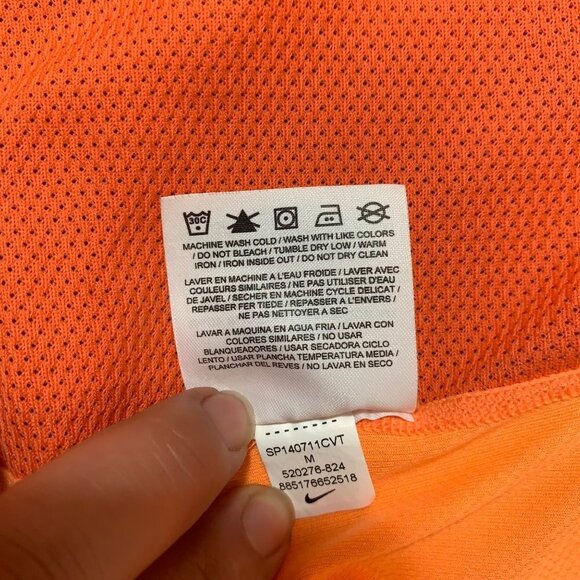 30C
MACHINE WASH COLD / WASH WITH LIKE COLORS
/ DO NOT BLEACH / TUMBLE DRY LOW / WARM
IRON / IRON INSIDE OUT / DO NOT DRY CLEAN
LAVER EN MACHINE A L'EAU FRØIDE / LAVER AVEC
COULEURS SIMILAIRES / NE PAS UTILISER D'EAU
DE JAVEL / SECHER EN MACHINE CYCLE DELICAT
/ REPASSER FER TIEDE / REPASSER A L'ENVERS /
NE PAS NETTOYER A SEC
LAVAR A MAQUINA EN AGUA FRIA / LAVAR CON
COLORES SIMILARES / NO USAR
BLANQUEADORES / USAR SECADORA CICLO
LENTO / USAR PLANCHA TEMPERATURA MEDIA /
PLANCHAR DEL REVES / NO LAVAR EN SECO
SP140711CVT
M
520276-824
885176652518